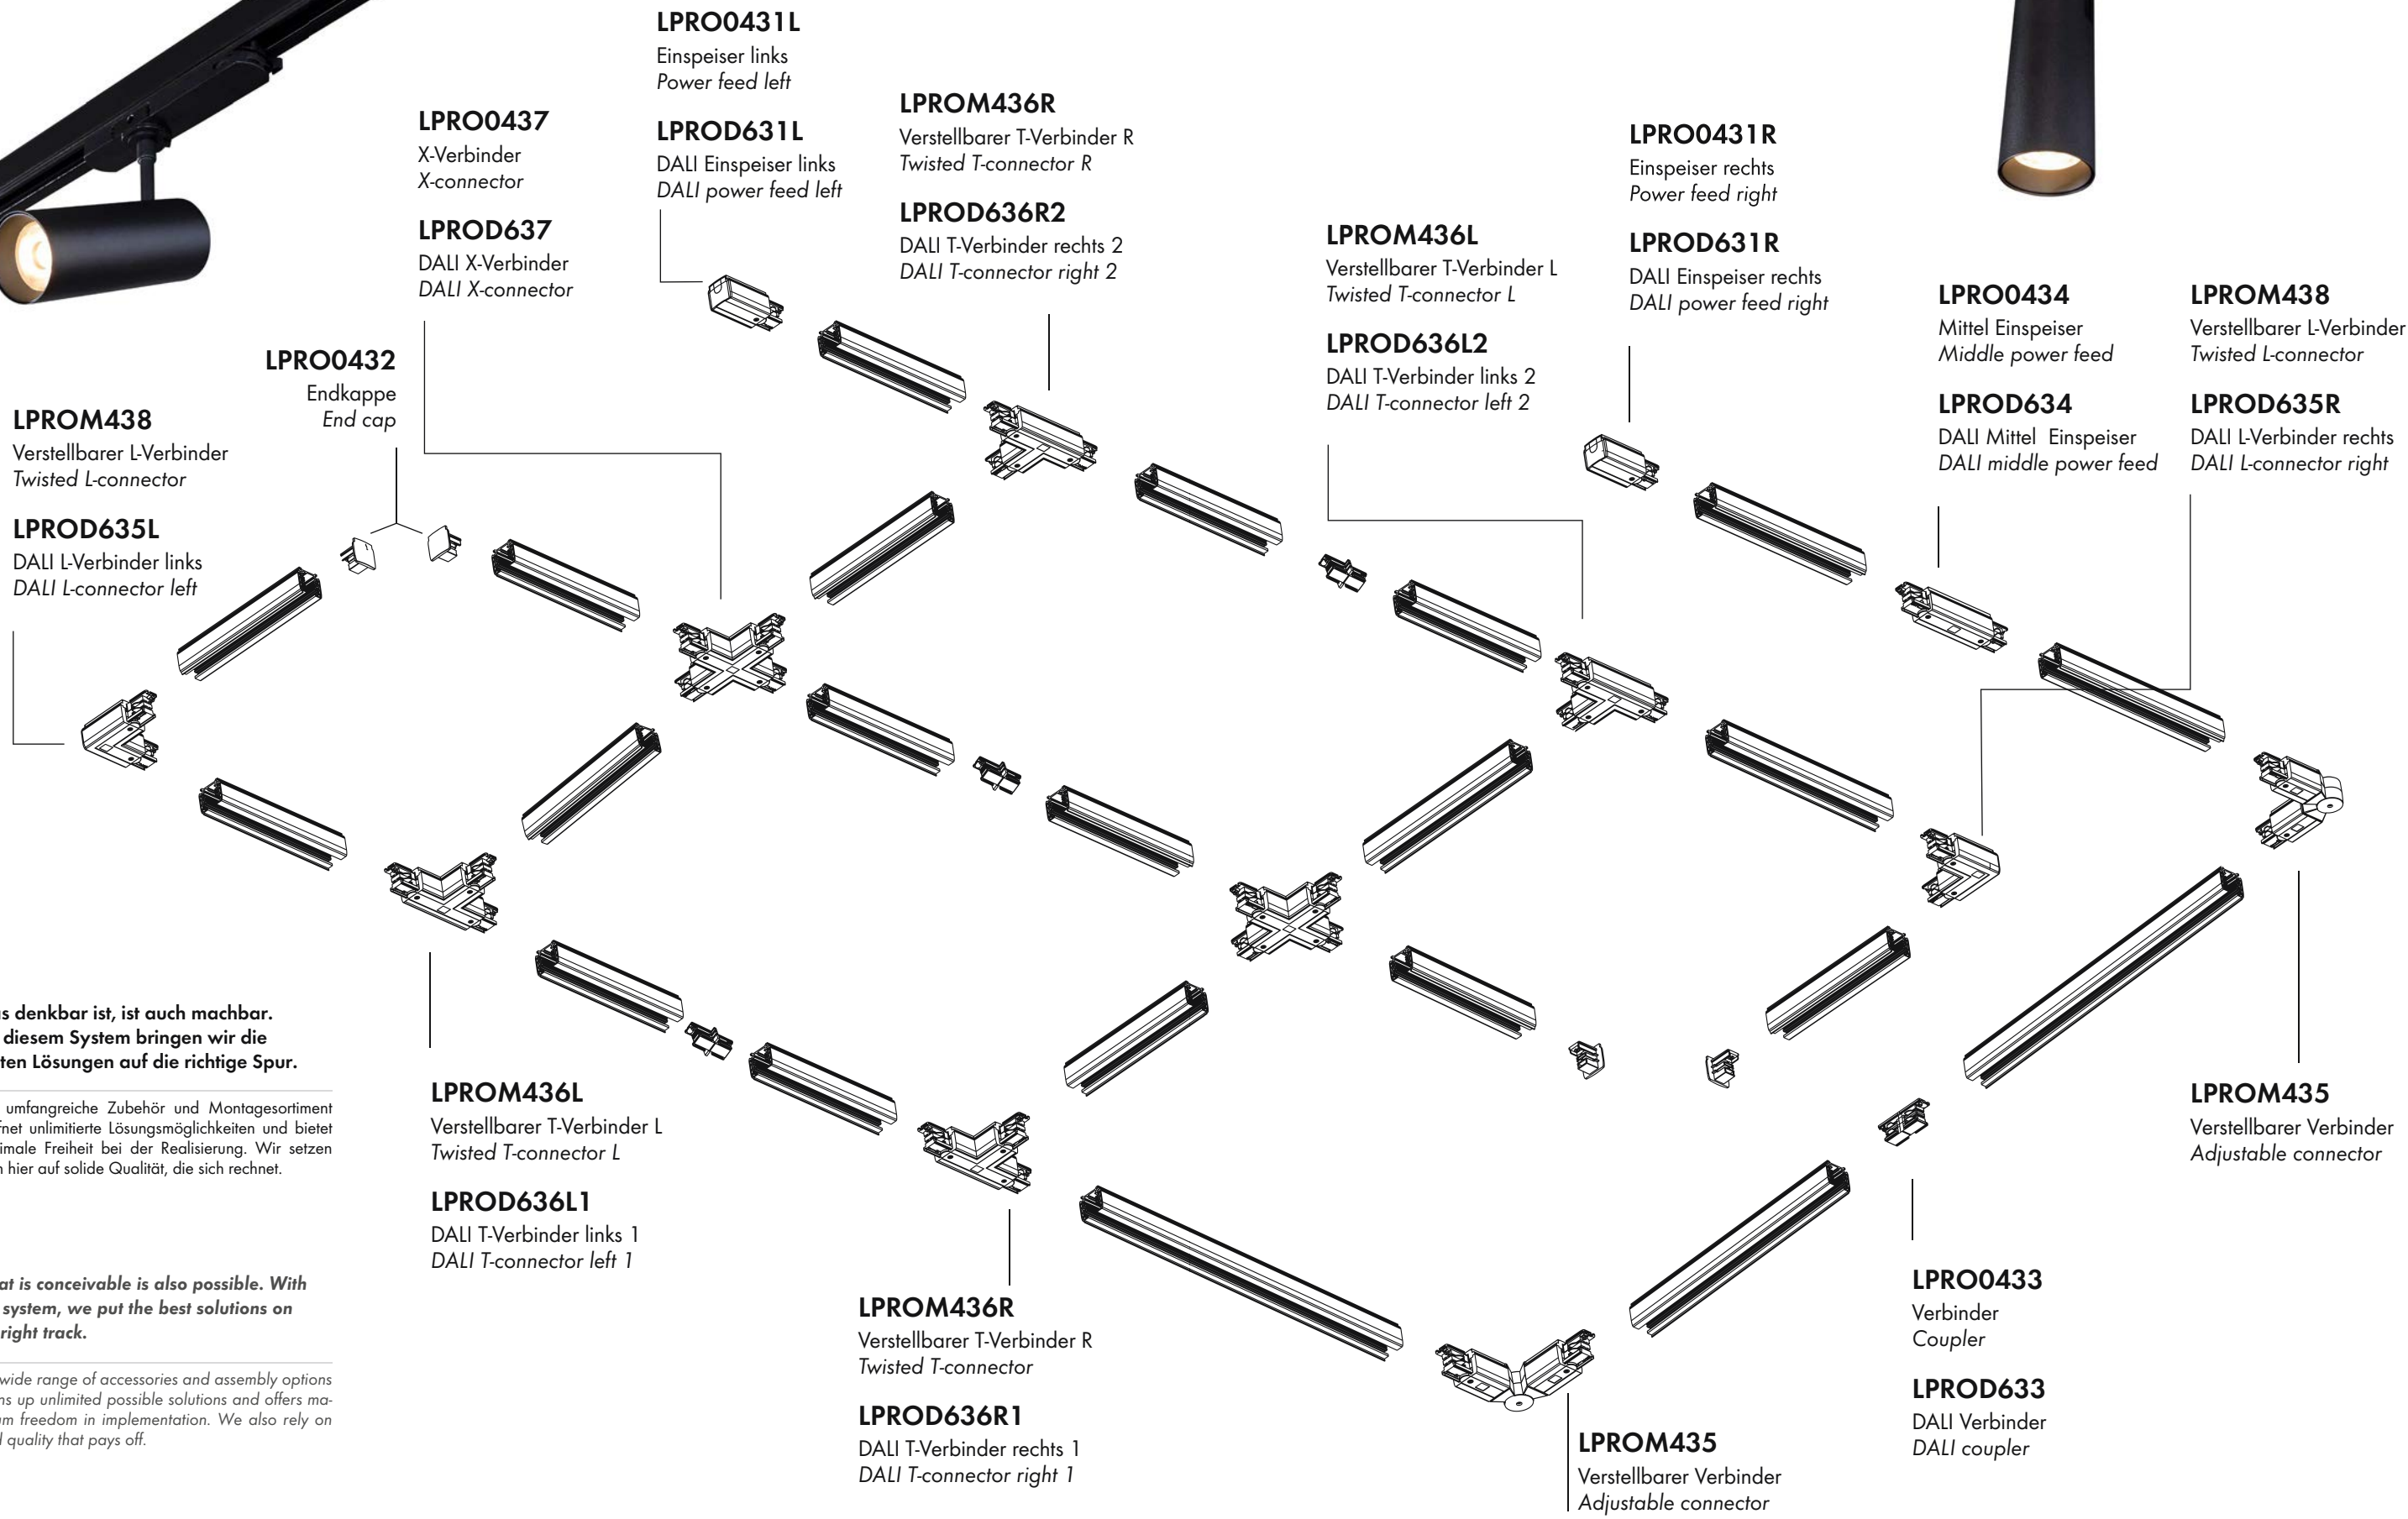 LPRO0431L
Einspeiser links
Power feed left
LPROD631L
DALI Einspeiser links
DALI power feed left
LPRO0437
X-Verbinder
X-connector
LPROD637
DALI X-Verbinder
DALI X-connector
LPROM436R
Verstellbarer T-Verbinder R
Twisted T-connector R
LPROD636R2
DALI T-Verbinder rechts 2
DALI T-connector right 2
LPROM436L
Verstellbarer T-Verbinder L
Twisted T-connector L
LPROD636L2
DALI T-Verbinder links 2
DALI T-connector left 2
LPRO0431R
Einspeiser rechts
Power feed right
LPROD631R
DALI Einspeiser rechts
DALI power feed right
LPRO0434
Mittel Einspeiser
Middle power feed
LPROD634
DALI Mittel Einspeiser
DALI middle power feed
LPROM438
Verstellbarer L-Verbinder
Twisted L-connector
LPROD635R
DALI L-Verbinder rechts
DALI L-connector right
LPRO0432
Endkappe
End cap
LPROM438
Verstellbarer L-Verbinder
Twisted L-connector
LPROD635L
DALI L-Verbinder links
DALI L-connector left
denkbar ist, ist auch machbar.
diesem System bringen wir die
Lösungen auf die richtige Spur.
umfangreiche Zubehör und Montagesortiment
unlimitierte Lösungsmöglichkeiten und bietet
Freiheit bei der Realisierung. Wir setzen
hier auf solide Qualität, die sich rechnet.
is conceivable is also possible. With
system, we put the best solutions on
right track.
wide range of accessories and assembly options
up unlimited possible solutions and offers ma-
freedom in implementation. We also rely on
quality that pays off.
LPROM436L
Verstellbarer T-Verbinder L
Twisted T-connector L
LPROD636L1
DALI T-Verbinder links 1
DALI T-connector left 1
LPROM436R
Verstellbarer T-Verbinder R
Twisted T-connector
LPROD636R1
DALI T-Verbinder rechts 1
DALI T-connector right 1
LPROM435
Verstellbarer Verbinder
Adjustable connector
LPRO0433
Verbinder
Coupler
LPROD633
DALI Verbinder
DALI coupler
LPROM435
Verstellbarer Verbinder
Adjustable connector